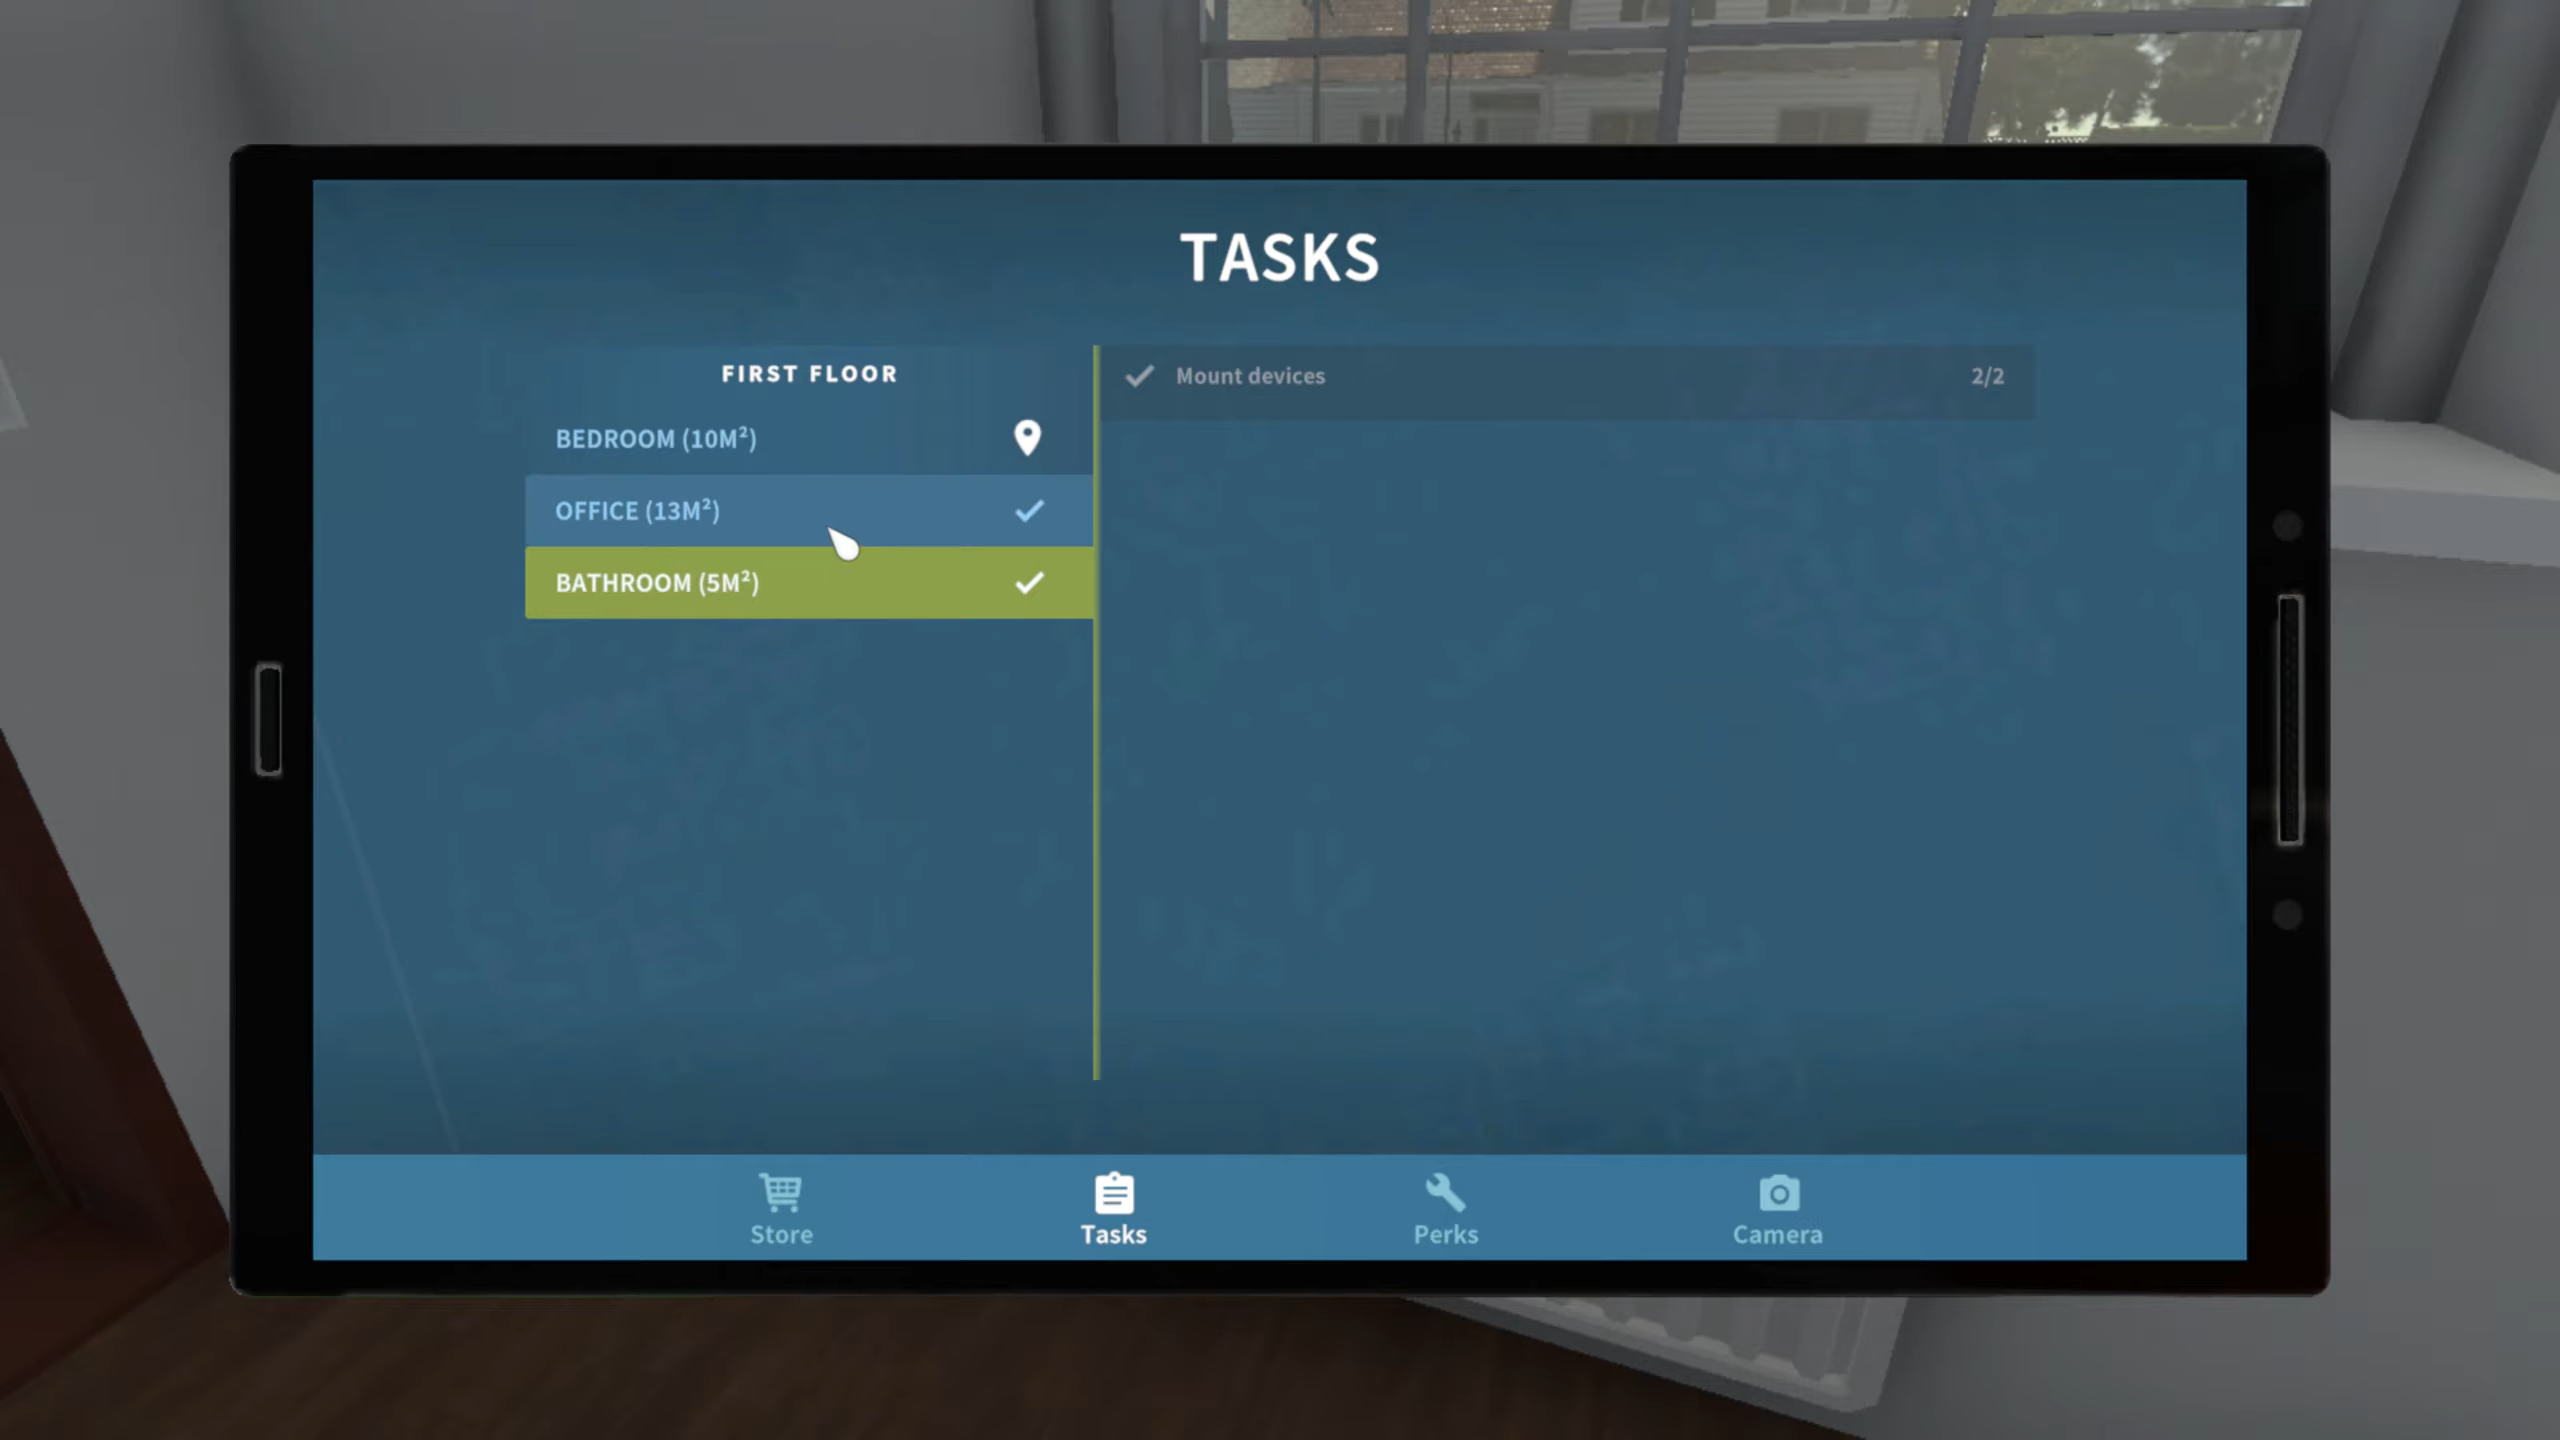 TASKS
FIRST FLOOR
BEDROOM (10M²)
OFFICE (13M²)
BATHROOM (5M²)
Mount devices 2/2
Store
Tasks
Perks
Camera